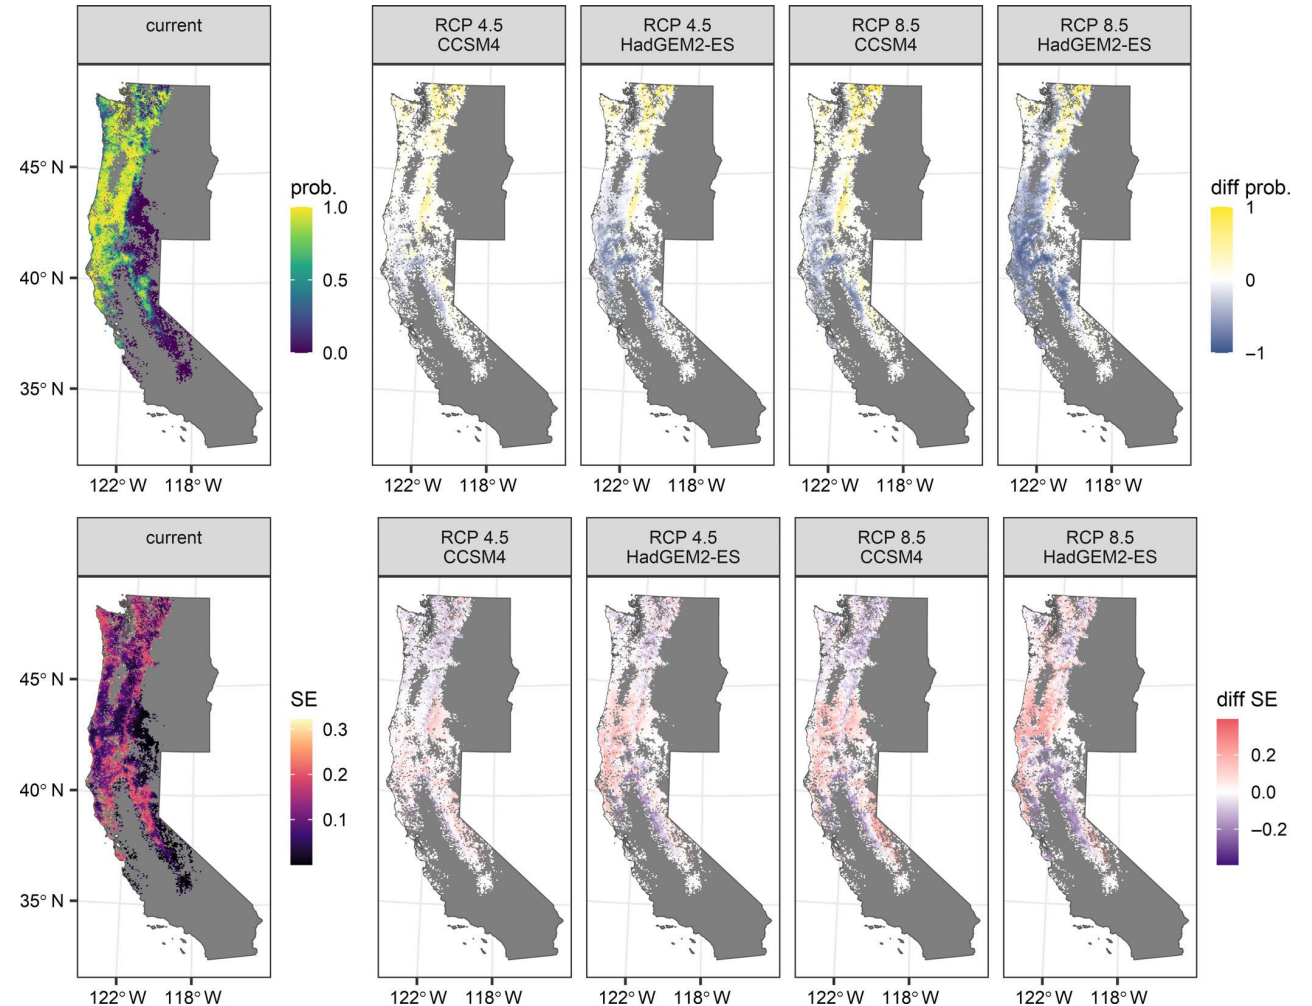 current
RCP 4.5
CCSM4
RCP 4.5
HadGEM2-ES
RCP 8.5
CCSM4
RCP 8.5
HadGEM2-ES
45° N
40° N
35° N
122° W
118° W
prob.
1.0
0.5
0.0
122° W
118° W
122° W
118° W
122° W
118° W
122° W
118° W
diff prob.
1
0
−1
current
RCP 4.5
CCSM4
RCP 4.5
HadGEM2-ES
RCP 8.5
CCSM4
RCP 8.5
HadGEM2-ES
45° N
40° N
35° N
122° W
118° W
SE
0.3
0.2
0.1
122° W
118° W
122° W
118° W
122° W
118° W
122° W
118° W
diff SE
0.2
0.0
−0.2